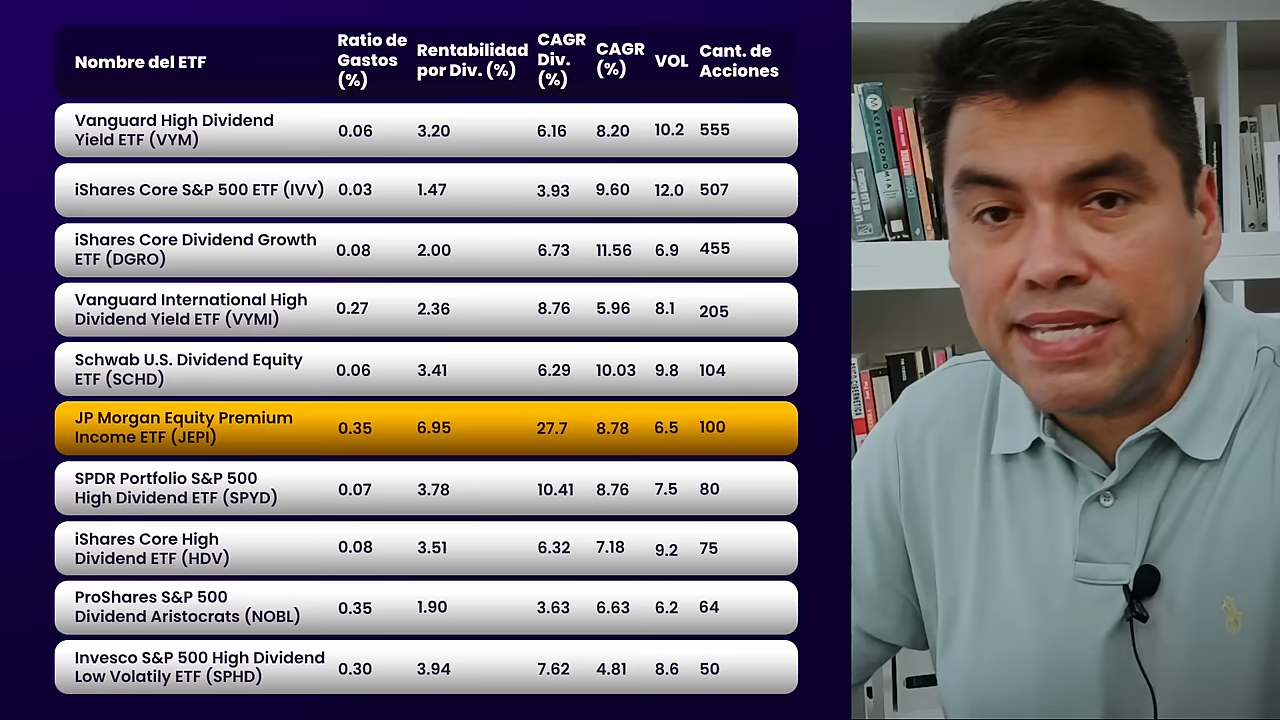 Nombre del ETF
Ratio de
Gastos
(%)
Rentabilidad
por Div. (%)
CAGR
Div.
(%)
CAGR
(%)
VOL
Cant. de
Acciones
Vanguard High Dividend
Yield ETF (VYM)
0.06
3.20
6.16
8.20
10.2
555
iShares Core S&P 500 ETF (IVV)
0.03
1.47
3.93
9.60
12.0
507
iShares Core Dividend Growth
ETF (DGRO)
0.08
2.00
6.73
11.56
6.9
455
Vanguard International High
Dividend Yield ETF (VYMI)
0.27
2.36
8.76
5.96
8.1
205
Schwab U.S. Dividend Equity
ETF (SCHD)
0.06
3.41
6.29
10.03
9.8
104
JP Morgan Equity Premium
Income ETF (JEPI)
0.35
6.95
27.7
8.78
6.5
100
SPDR Portfolio S&P 500
High Dividend ETF (SPYD)
0.07
3.78
10.41
8.76
7.5
80
iShares Core High
Dividend ETF (HDV)
0.08
3.51
6.32
7.18
9.2
75
ProShares S&P 500
Dividend Aristocrats (NOBL)
0.35
1.90
3.63
6.63
6.2
64
Invesco S&P 500 High Dividend
Low Volatily ETF (SPHD)
0.30
3.94
7.62
4.81
8.6
50
MACROECONOMIA